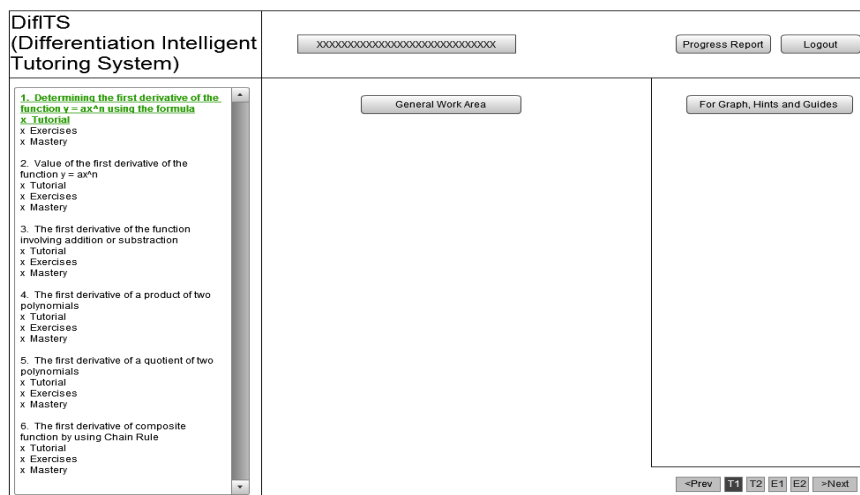 DifITS
(Differentiation Intelligent
Tutoring System)
XXXXXXXXXXXXXXXXXXXXXXXXXXXXX
Progress Report
Logout
1. Determining the first derivative of the
function y = ax^n using the formula
x Tutorial
x Exercises
x Mastery
2. Value of the first derivative of the
function y = ax^n
x Tutorial
x Exercises
x Mastery
3. The first derivative of the function
involving addition or substraction
x Tutorial
x Exercises
x Mastery
4. The first derivative of a product of two
polynomials
x Tutorial
x Exercises
x Mastery
5. The first derivative of a quotient of two
polynomials
x Tutorial
x Exercises
x Mastery
6. The first derivative of composite
function by using Chain Rule
x Tutorial
x Exercises
x Mastery
General Work Area
For Graph, Hints and Guides
<Prev T1 T2 E1 E2 >Next